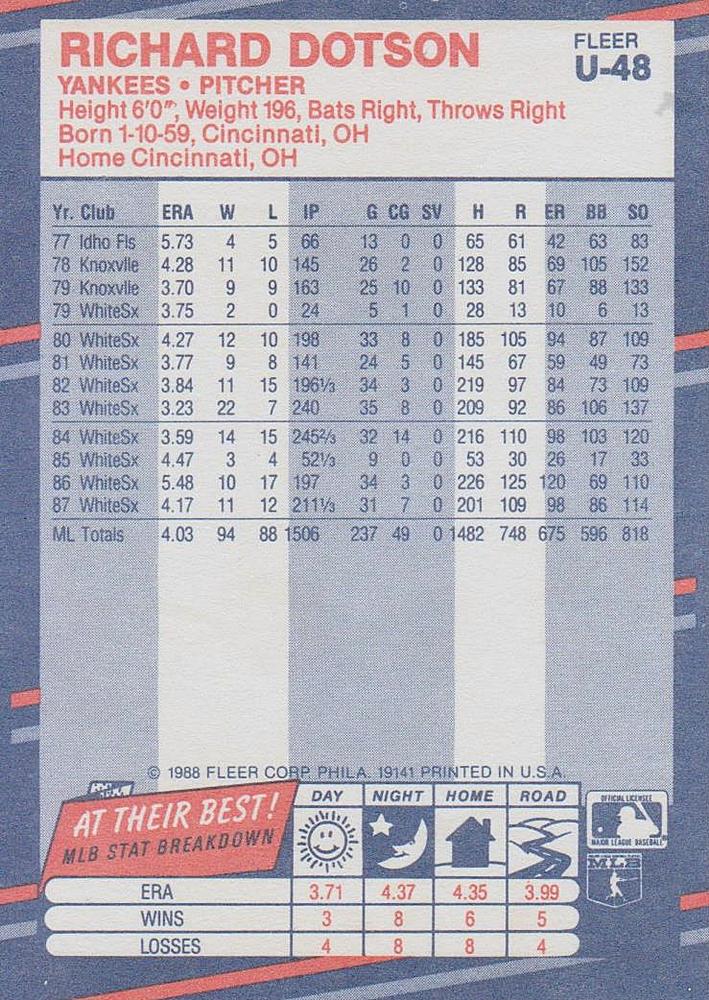 RICHARD DOTSON
FLEER
U-48
YANKEES • PITCHER
Height 6'0", Weight 196, Bats Right, Throws Right
Born 1-10-59, Cincinnati, OH
Home Cincinnati, OH
Yr. Club ERA W L IP G CG SV H R ER BB SO
77 Idho Fls 5.73 4 5 66 13 0 0 65 61 42 63 83
78 Knoxvlle 4.28 11 10 145 26 2 0 128 85 69 105 152
79 Knoxvlle 3.70 9 9 163 25 10 0 133 81 67 88 133
79 WhiteSx 3.75 2 0 24 5 1 0 28 13 10 6 13
80 WhiteSx 4.27 12 10 198 33 8 0 185 105 94 87 109
81 WhiteSx 3.77 9 8 141 24 5 0 145 67 59 49 73
82 WhiteSx 3.84 11 15 196⅓ 34 3 0 219 97 84 73 109
83 WhiteSx 3.23 22 7 240 35 8 0 209 92 86 106 137
84 WhiteSx 3.59 14 15 245⅔ 32 14 0 216 110 98 103 120
85 WhiteSx 4.47 3 4 52⅓ 9 0 0 53 30 26 17 33
86 WhiteSx 5.48 10 17 197 34 3 0 226 125 120 69 110
87 WhiteSx 4.17 11 12 211⅓ 31 7 0 201 109 98 86 114
ML Totals 4.03 94 88 1506 237 49 0 1482 748 675 596 818
© 1988 FLEER CORP. PHILA. 19141 PRINTED IN U.S.A.
AT THEIR BEST!
MLB STAT BREAKDOWN
DAY NIGHT HOME ROAD
OFFICIAL LICENSEE
MAJOR LEAGUE BASEBALL
MLB
ERA 3.71 4.37 4.35 3.99
WINS 3 8 6 5
LOSSES 4 8 8 4